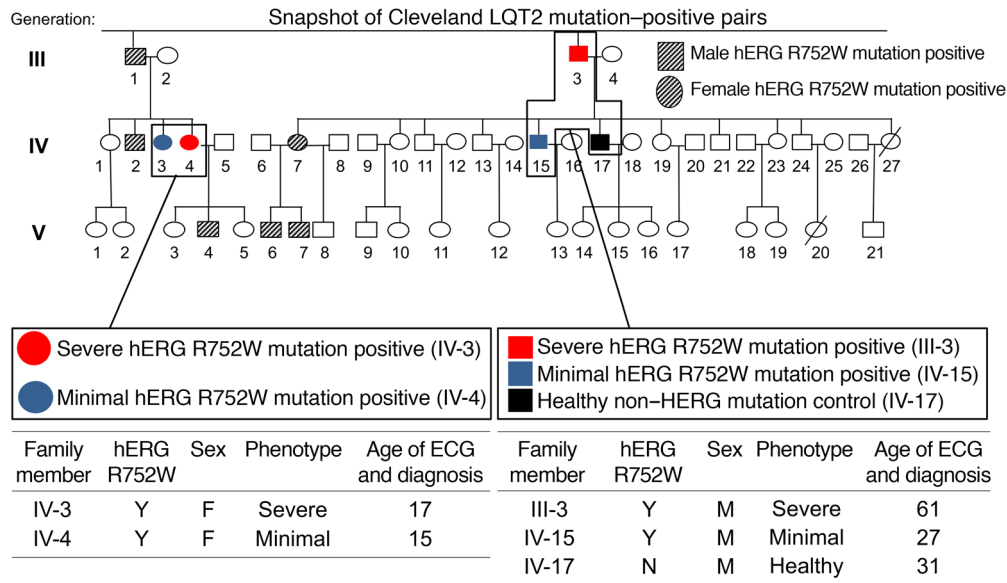 Generation: Snapshot of Cleveland LQT2 mutation–positive pairs
III
1 2 3 4
Male hERG R752W mutation positive
Female hERG R752W mutation positive
IV
1 2 3 4 5 6 7 8 9 10 11 12 13 14 15 16 17 18 19 20 21 22 23 24 25 26 27
V
1 2 3 4 5 6 7 8 9 10 11 12 13 14 15 16 17 18 19 20 21
Severe hERG R752W mutation positive (IV-3)
Minimal hERG R752W mutation positive (IV-4)
Severe hERG R752W mutation positive (III-3)
Minimal hERG R752W mutation positive (IV-15)
Healthy non–HERG mutation control (IV-17)
Family hERG Sex Phenotype Age of ECG
member R752W and diagnosis
IV-3 Y F Severe 17
IV-4 Y F Minimal 15
Family hERG Sex Phenotype Age of ECG
member R752W and diagnosis
III-3 Y M Severe 61
IV-15 Y M Minimal 27
IV-17 N M Healthy 31